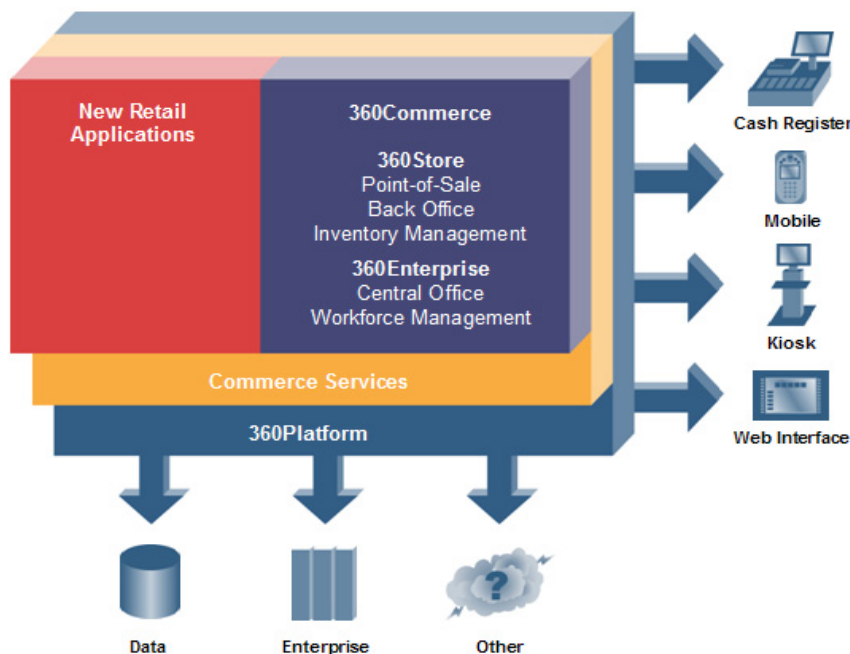 New Retail
Applications
360Commerce
360Store
Point-of-Sale
Back Office
Inventory Management
360Enterprise
Central Office
Workforce Management
Commerce Services
360Platform
Cash Register
Mobile
Kiosk
Web Interface
?
Data
Enterprise
Other